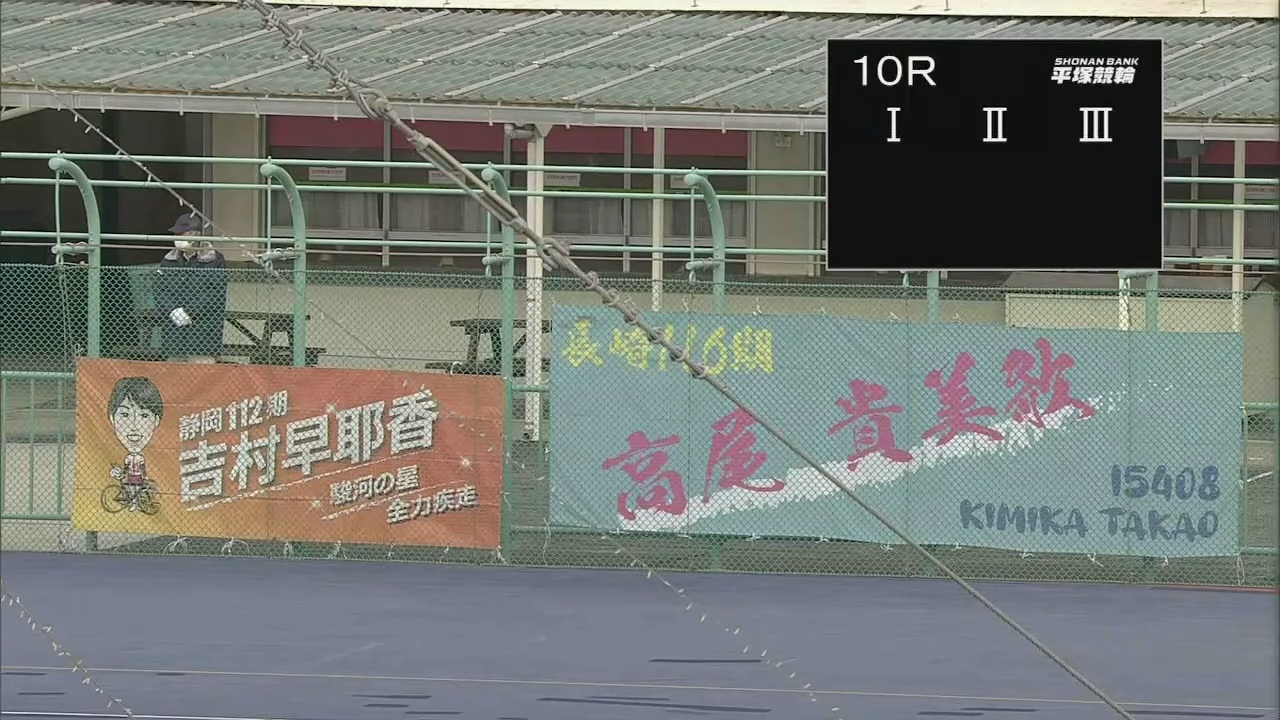 10R
SHONAN BANK
平塚競輪
Ⅰ Ⅱ Ⅲ
静岡112期
吉村早耶香
駿河の星
全力疾走
長崎116期
高尾 貴美歌
15408
KIMIKA TAKAO